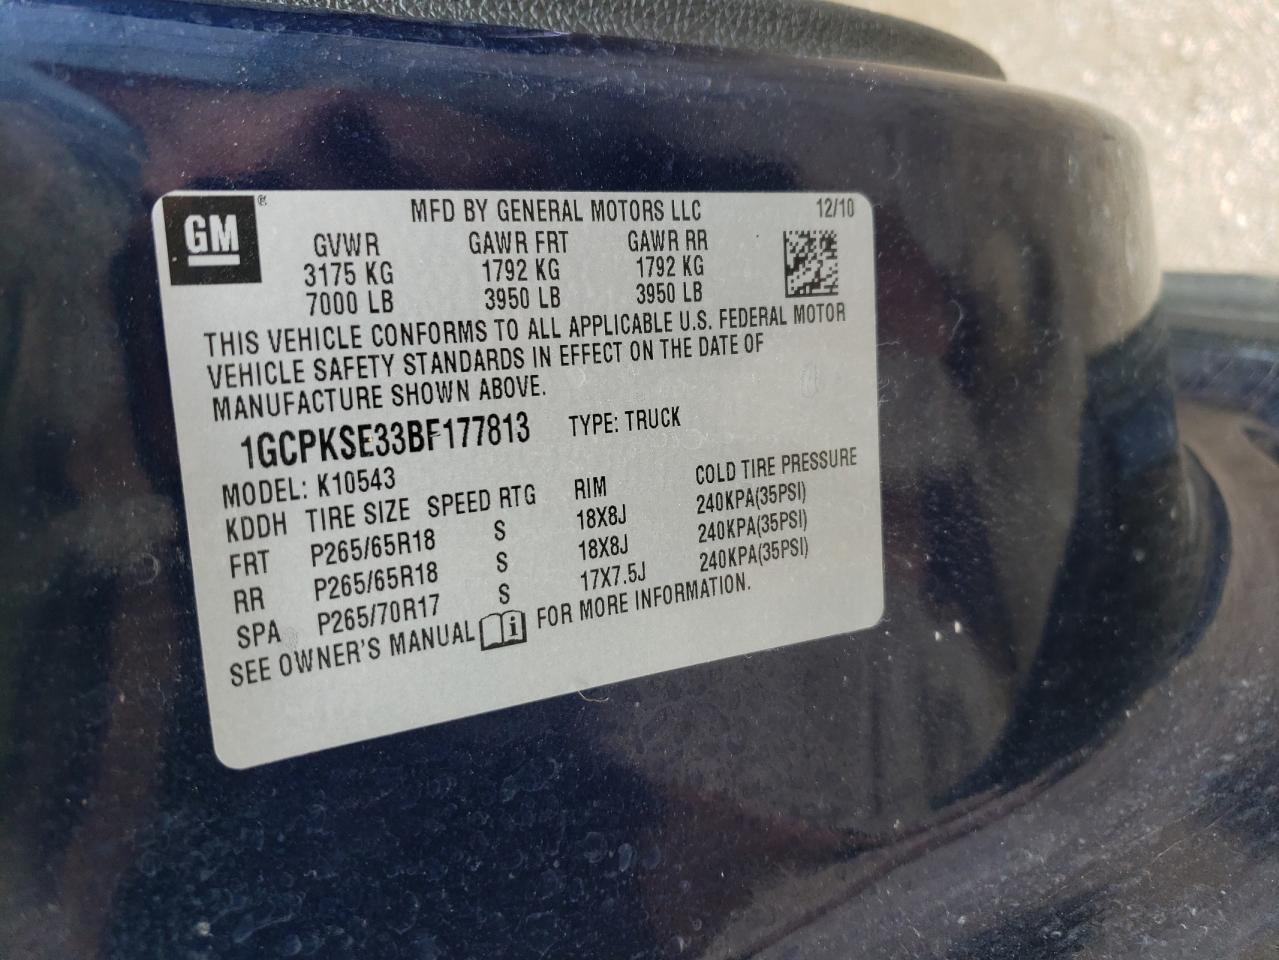 GM ®
MFD BY GENERAL MOTORS LLC 12/10
GVWR GAWR FRT GAWR RR
3175 KG 1792 KG 1792 KG
7000 LB 3950 LB 3950 LB
THIS VEHICLE CONFORMS TO ALL APPLICABLE U.S. FEDERAL MOTOR
VEHICLE SAFETY STANDARDS IN EFFECT ON THE DATE OF
MANUFACTURE SHOWN ABOVE.
1GCPKSE33BF177813 TYPE: TRUCK
MODEL: K10543
KDDH TIRE SIZE SPEED RTG RIM COLD TIRE PRESSURE
FRT P265/65R18 S 18X8J 240KPA(35PSI)
RR P265/65R18 S 18X8J 240KPA(35PSI)
SPA P265/70R17 S 17X7.5J 240KPA(35PSI)
SEE OWNER'S MANUAL i FOR MORE INFORMATION.